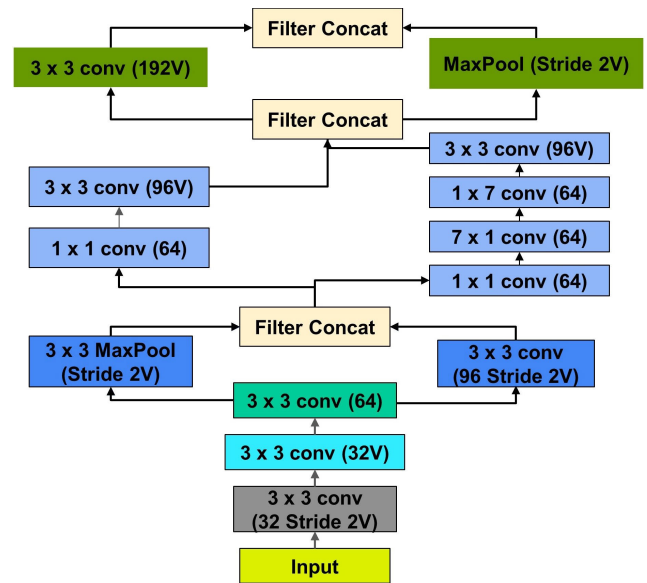 Filter Concat
3 x 3 conv (192V)
MaxPool (Stride 2V)
Filter Concat
3 x 3 conv (96V)
3 x 3 conv (96V)
1 x 7 conv (64)
1 x 1 conv (64)
7 x 1 conv (64)
1 x 1 conv (64)
Filter Concat
3 x 3 MaxPool
(Stride 2V)
3 x 3 conv
(96 Stride 2V)
3 x 3 conv (64)
3 x 3 conv (32V)
3 x 3 conv
(32 Stride 2V)
Input